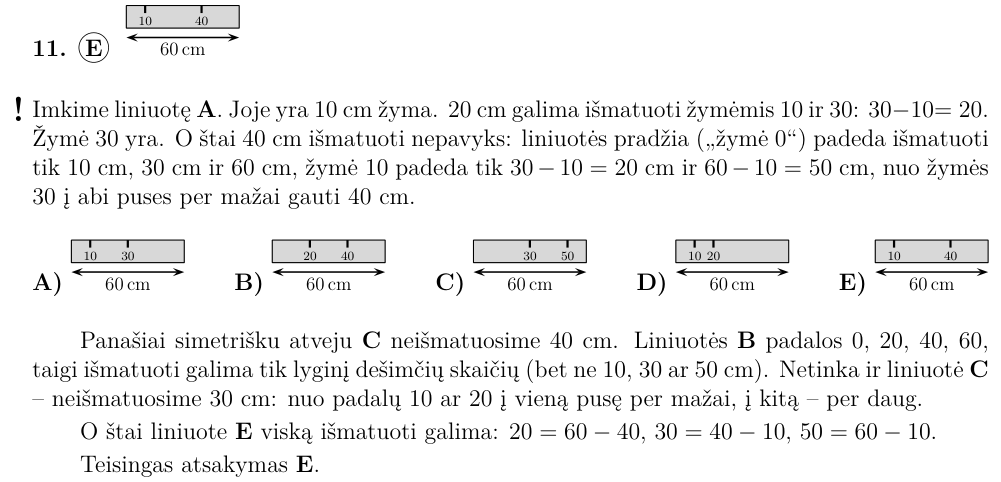 10 40
11. E 60 cm
! Imkime liniuotę A. Joje yra 10 cm žyma. 20 cm galima išmatuoti žymėmis 10 ir 30: 30−10= 20.
Žymė 30 yra. O štai 40 cm išmatuoti nepavyks: liniuotės pradžia („žymė 0“) padeda išmatuoti
tik 10 cm, 30 cm ir 60 cm, žymė 10 padeda tik 30 − 10 = 20 cm ir 60 − 10 = 50 cm, nuo žymės
30 į abi puses per mažai gauti 40 cm.
10 30 20 40 30 50 10 20 10 40
A) 60 cm B) 60 cm C) 60 cm D) 60 cm E) 60 cm
Panašiai simetrišku atveju C neišmatuosime 40 cm. Liniuotės B padalos 0, 20, 40, 60,
taigi išmatuoti galima tik lyginį dešimčių skaičių (bet ne 10, 30 ar 50 cm). Netinka ir liniuotė C
– neišmatuosime 30 cm: nuo padalų 10 ar 20 į vieną pusę per mažai, į kitą – per daug.
O štai liniuote E viską išmatuoti galima: 20 = 60 − 40, 30 = 40 − 10, 50 = 60 − 10.
Teisingas atsakymas E.